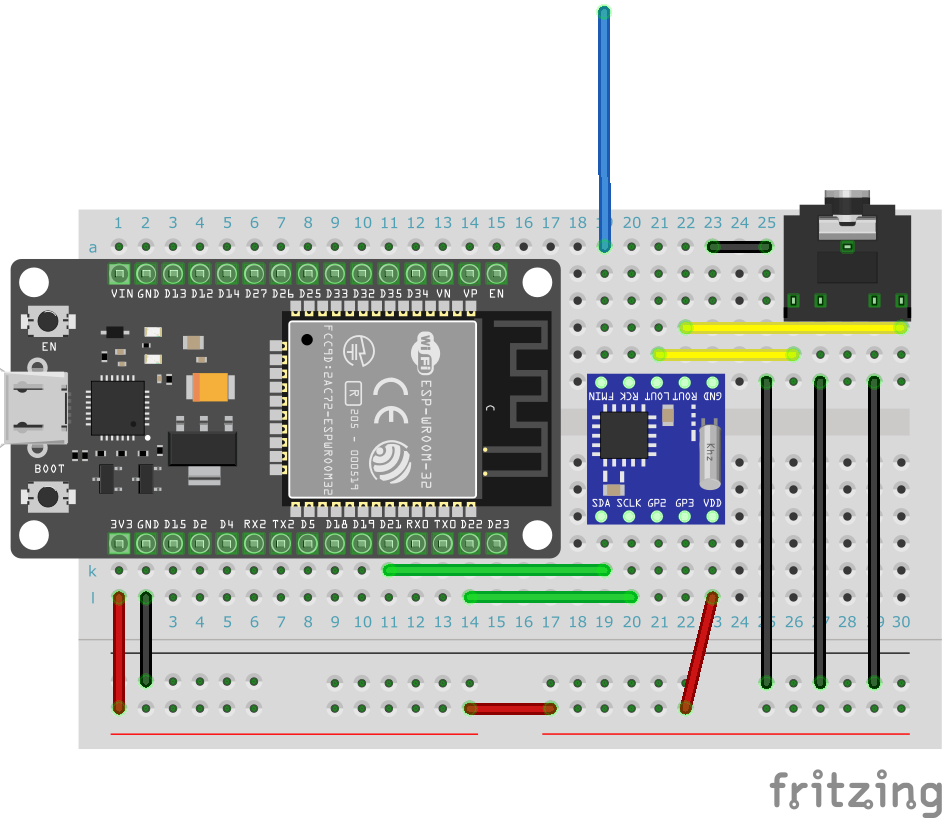 1 2 3 4 5 6 7 8 9 10 11 12 13 14 15 16 17 18 19 20 21 22 23 24 25
a
VIN GND D13 D12 D14 D27 D26 D25 D33 D32 D35 D34 VN VP EN
EN
BOOT
FCC9D:2AC72-ESPWROOM32
R 205 - 000519
CE
WiFi
ESP-WROOM-32
FMIN RCK LOUT ROUT GND
Khz
SDA SCLK GP2 GP3 VDD
3V3 GND D15 D2 D4 RX2 TX2 D5 D18 D19 D21 RX0 TX0 D22 D23
k
l
3 4 5 6 7 8 9 10 11 12 13 14 15 16 17 18 19 20 21 22 23 24 25 26 27 28 29 30
fritzing